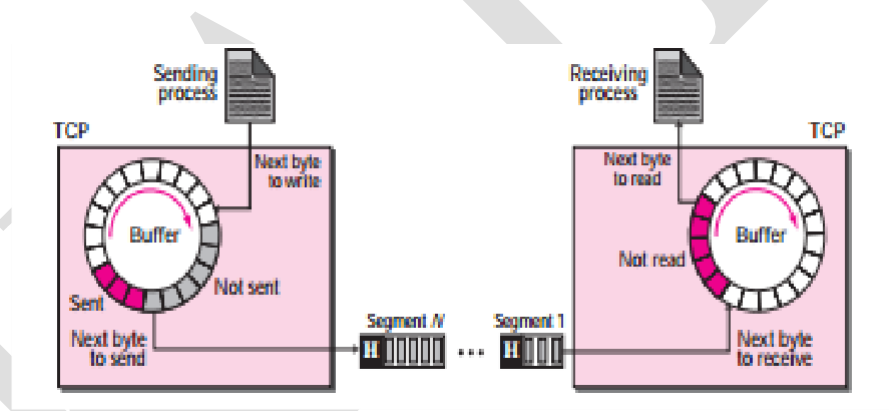 Sending
process
Receiving
process
TCP
TCP
Next byte
to write
Next byte
to read
Buffer
Buffer
Not sent
Not read
Sent
Next byte
to send
Segment N
Segment 1
H
...
H
Next byte
to receive